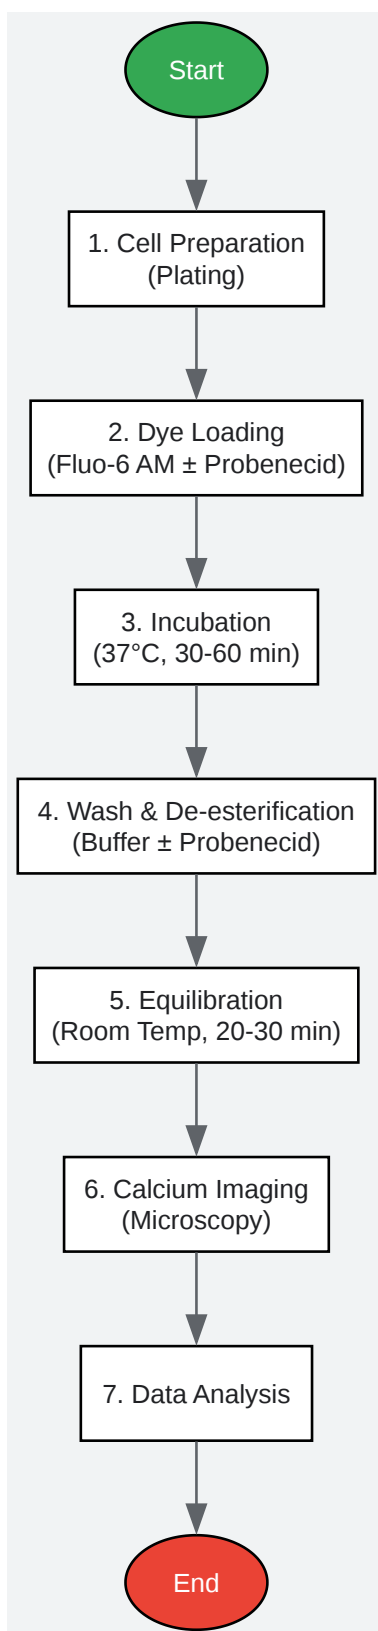 Start
1. Cell Preparation
(Plating)
2. Dye Loading
(Fluo-6 AM ± Probenecid)
3. Incubation
(37°C, 30-60 min)
4. Wash & De-esterification
(Buffer ± Probenecid)
5. Equilibration
(Room Temp, 20-30 min)
6. Calcium Imaging
(Microscopy)
7. Data Analysis
End